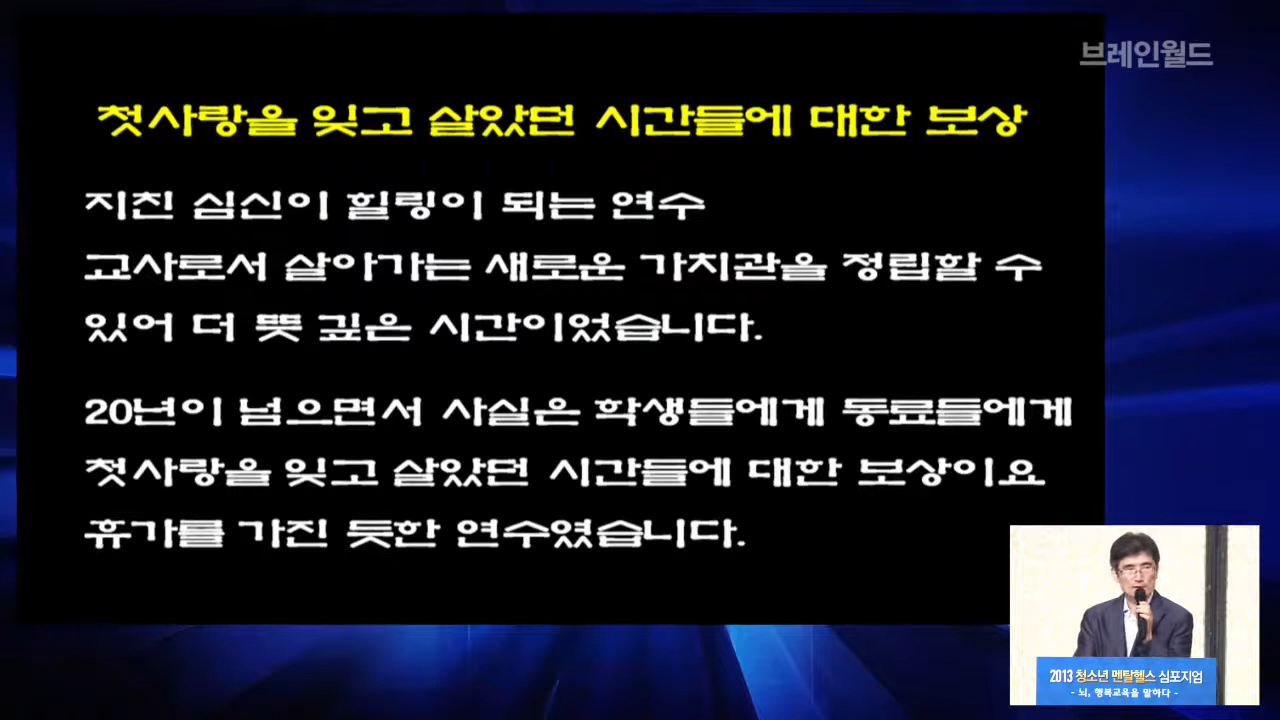 브레인월드
첫사랑을 잊고 살았던 시간들에 대한 보상
지친 심신이 힐링이 되는 연수
교사로서 살아가는 새로운 가치관을 정립할 수
있어 더 뜻 깊은 시간이었습니다.
20년이 넘으면서 사실은 학생들에게 동료들에게
첫사랑을 잊고 살았던 시간들에 대한 보상이요
휴가를 가진 듯한 연수였습니다.
2013 청소년 멘탈헬스 심포지엄
- 뇌, 행복교육을 말하다 -